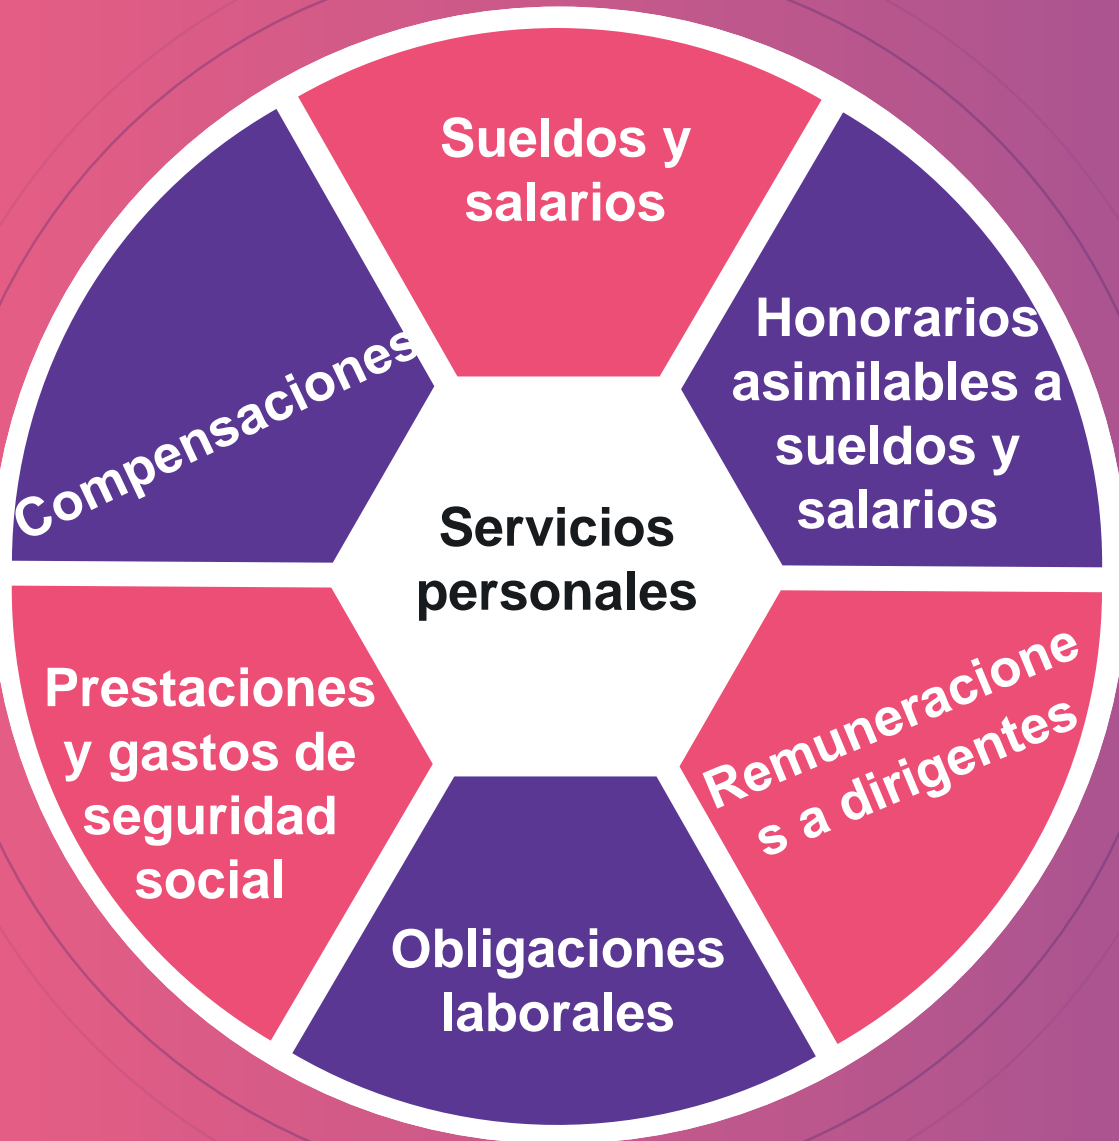 Sueldos y
salarios
Honorarios
asimilables a
sueldos y
salarios
Compensaciones
Servicios
personales
Remuneracione
s a dirigentes
Prestaciones
y gastos de
seguridad
social
Obligaciones
laborales